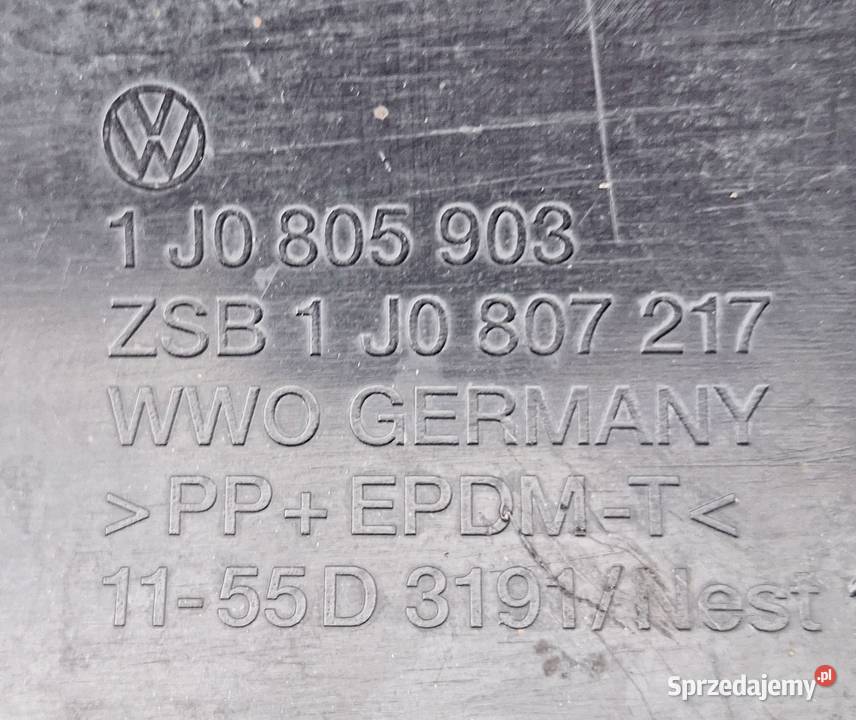 1 J0 805 903
ZSB 1 J0 807 217
WWO GERMANY
>PP+EPDM-T<
11-55D 3191/Nest
Sprzedajemy.pl